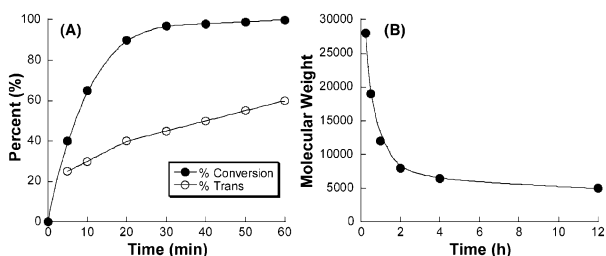 (A)
Percent (%)
100
80
60
40
20
0
0 10 20 30 40 50 60
Time (min)
% Conversion
% Trans
(B)
Molecular Weight
30000
25000
20000
15000
10000
5000
0
0 2 4 6 8 10 12
Time (h)